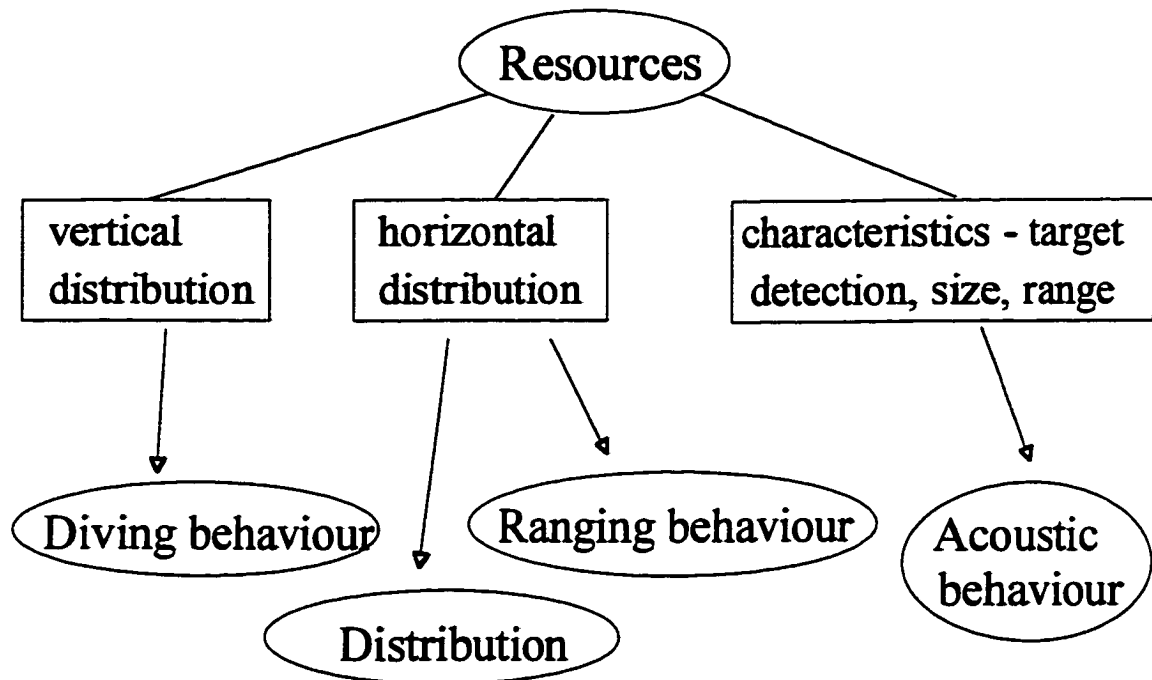 Resources
vertical
distribution
horizontal
distribution
characteristics - target
detection, size, range
Diving behaviour
Ranging behaviour
Acoustic
behaviour
Distribution